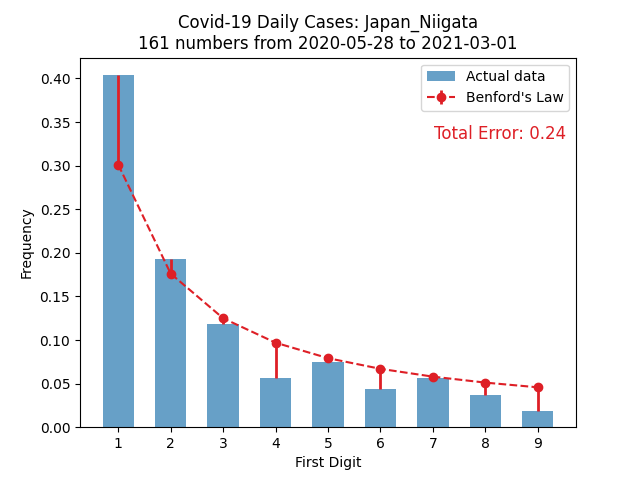 Covid-19 Daily Cases: Japan_Niigata
161 numbers from 2020-05-28 to 2021-03-01
Actual data
Benford's Law
Total Error: 0.24
Frequency
0.40
0.35
0.30
0.25
0.20
0.15
0.10
0.05
0.00
1 2 3 4 5 6 7 8 9
First Digit